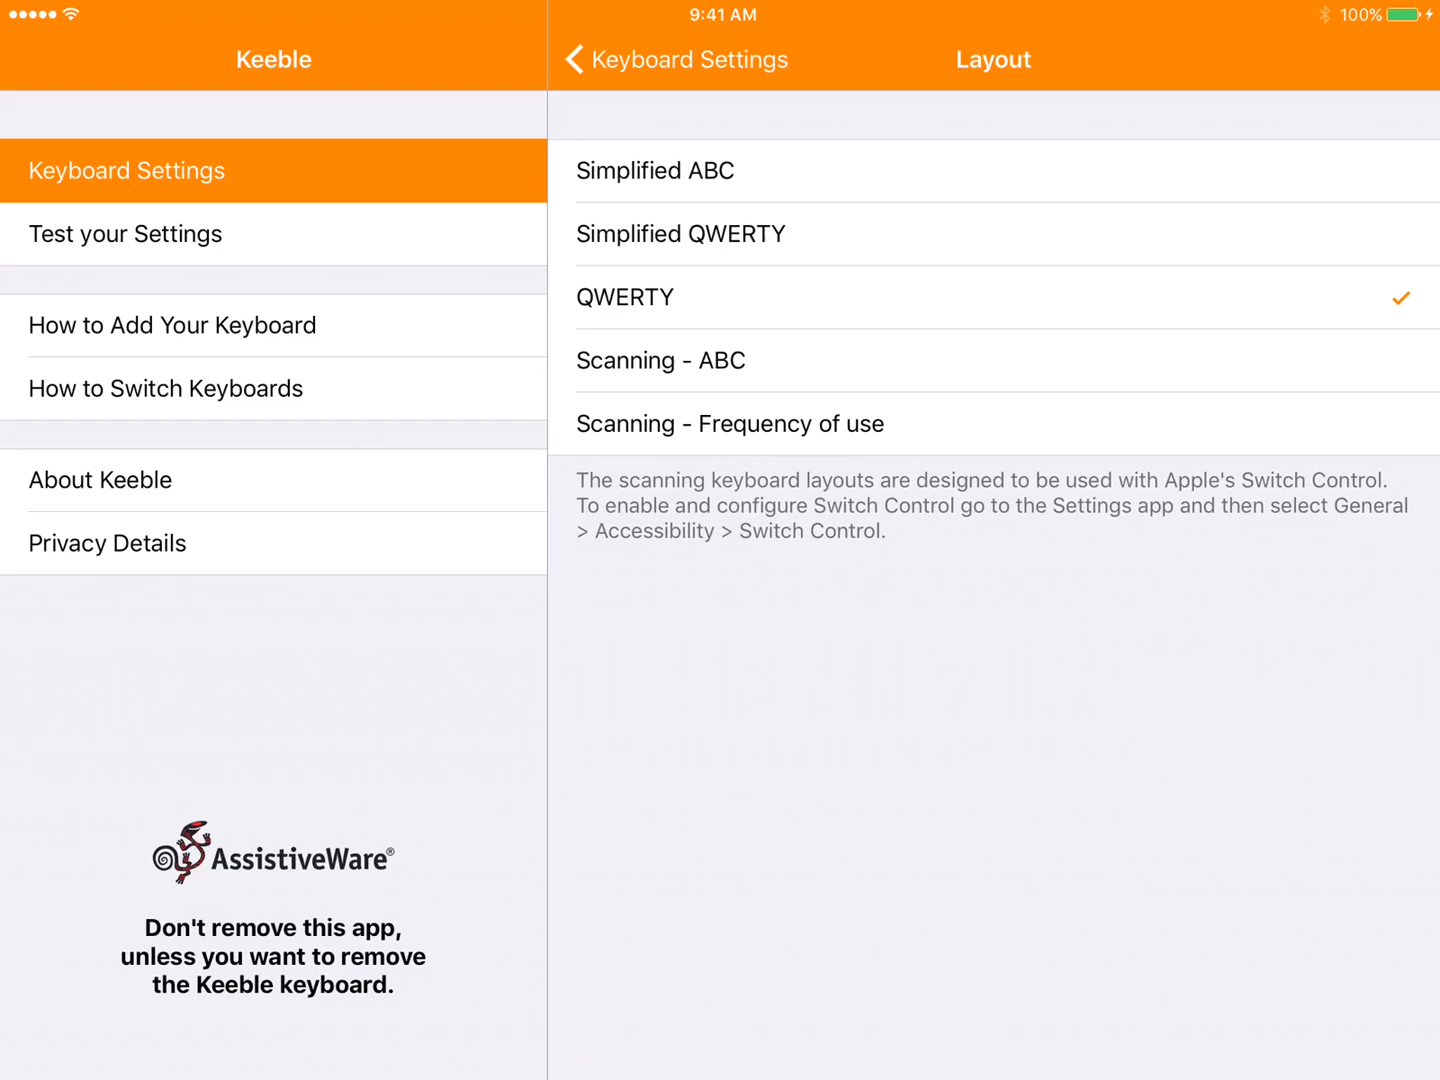 9:41 AM
100%
Keeble
Keyboard Settings
Layout
Keyboard Settings
Test your Settings
How to Add Your Keyboard
How to Switch Keyboards
About Keeble
Privacy Details
AssistiveWare®
Don't remove this app,
unless you want to remove
the Keeble keyboard.
Simplified ABC
Simplified QWERTY
QWERTY
Scanning - ABC
Scanning - Frequency of use
The scanning keyboard layouts are designed to be used with Apple's Switch Control.
To enable and configure Switch Control go to the Settings app and then select General
> Accessibility > Switch Control.